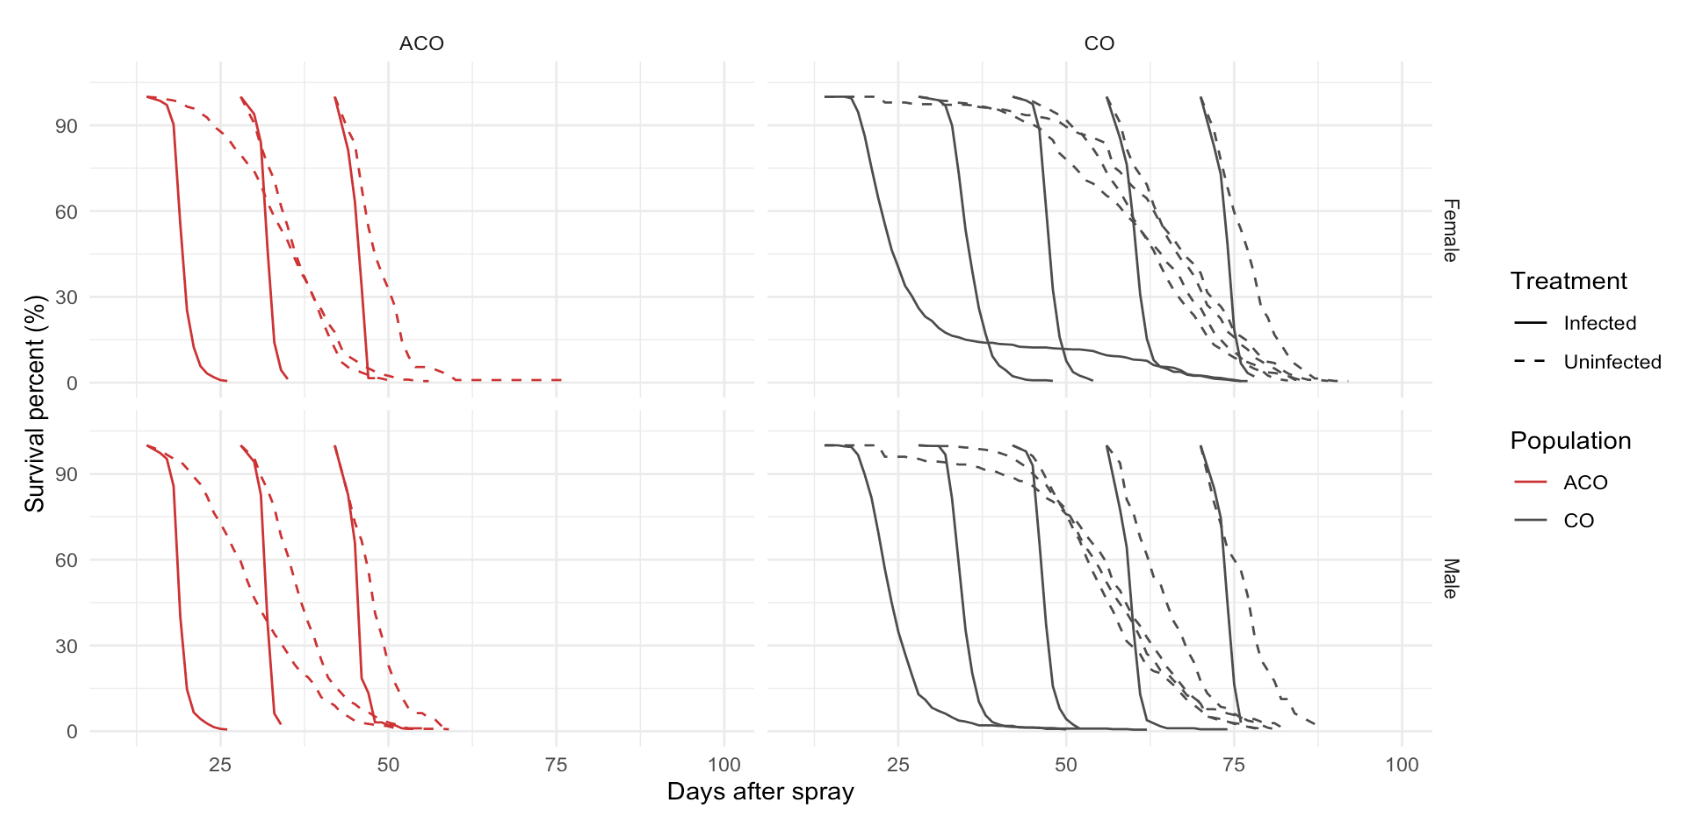 ACO
CO
90
60
30
0
Female
90
60
30
0
Male
25
50
75
100
25
50
75
100
Survival percent (%)
Days after spray
Treatment
Infected
Uninfected
Population
ACO
CO